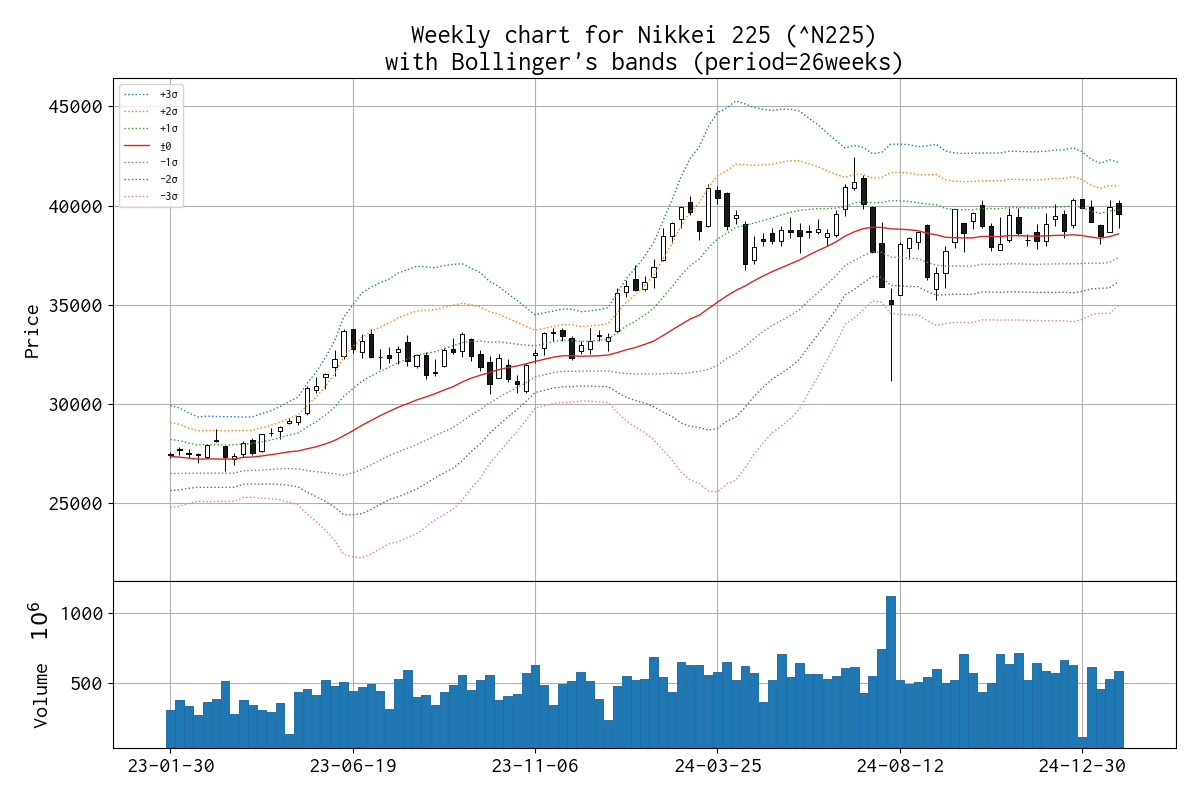 Weekly chart for Nikkei 225 (^N225)
with Bollinger's bands (period=26weeks)
+3σ
+2σ
+1σ
±0
−1σ
−2σ
−3σ
45000
40000
35000
30000
25000
Price
1000
500
Volume 10⁶
23-01-30
23-06-19
23-11-06
24-03-25
24-08-12
24-12-30